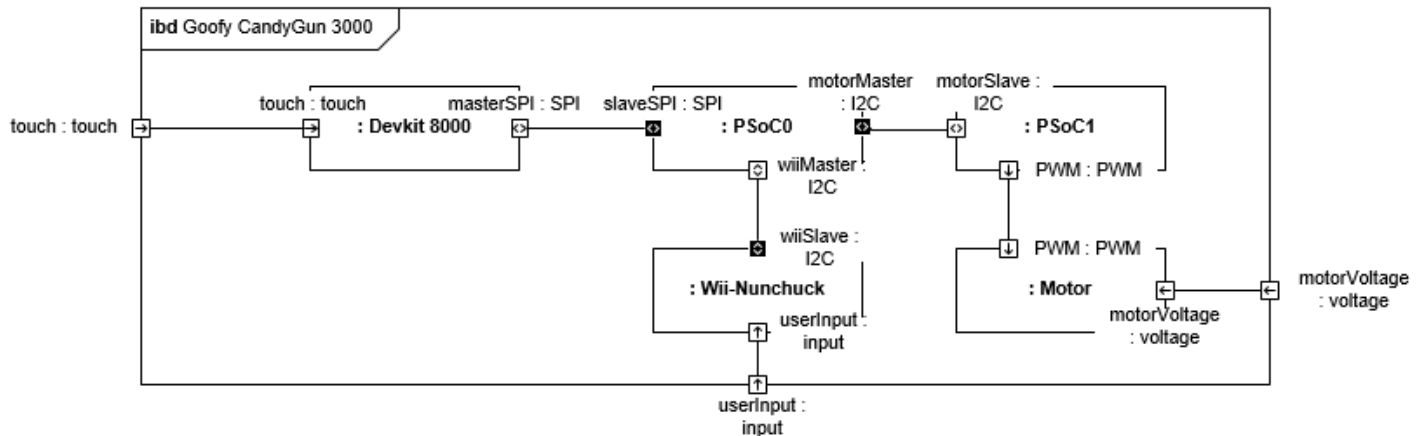 ibd Goofy CandyGun 3000
motorMaster
: I2C
motorSlave :
I2C
touch : touch
masterSPI : SPI
slaveSPI : SPI
touch : touch
: Devkit 8000
: PSoC0
: PSoC1
wiiMaster :
I2C
PWM : PWM
wiiSlave :
I2C
PWM : PWM
: Wii-Nunchuck
: Motor
motorVoltage
: voltage
userInput :
input
motorVoltage
: voltage
userInput :
input